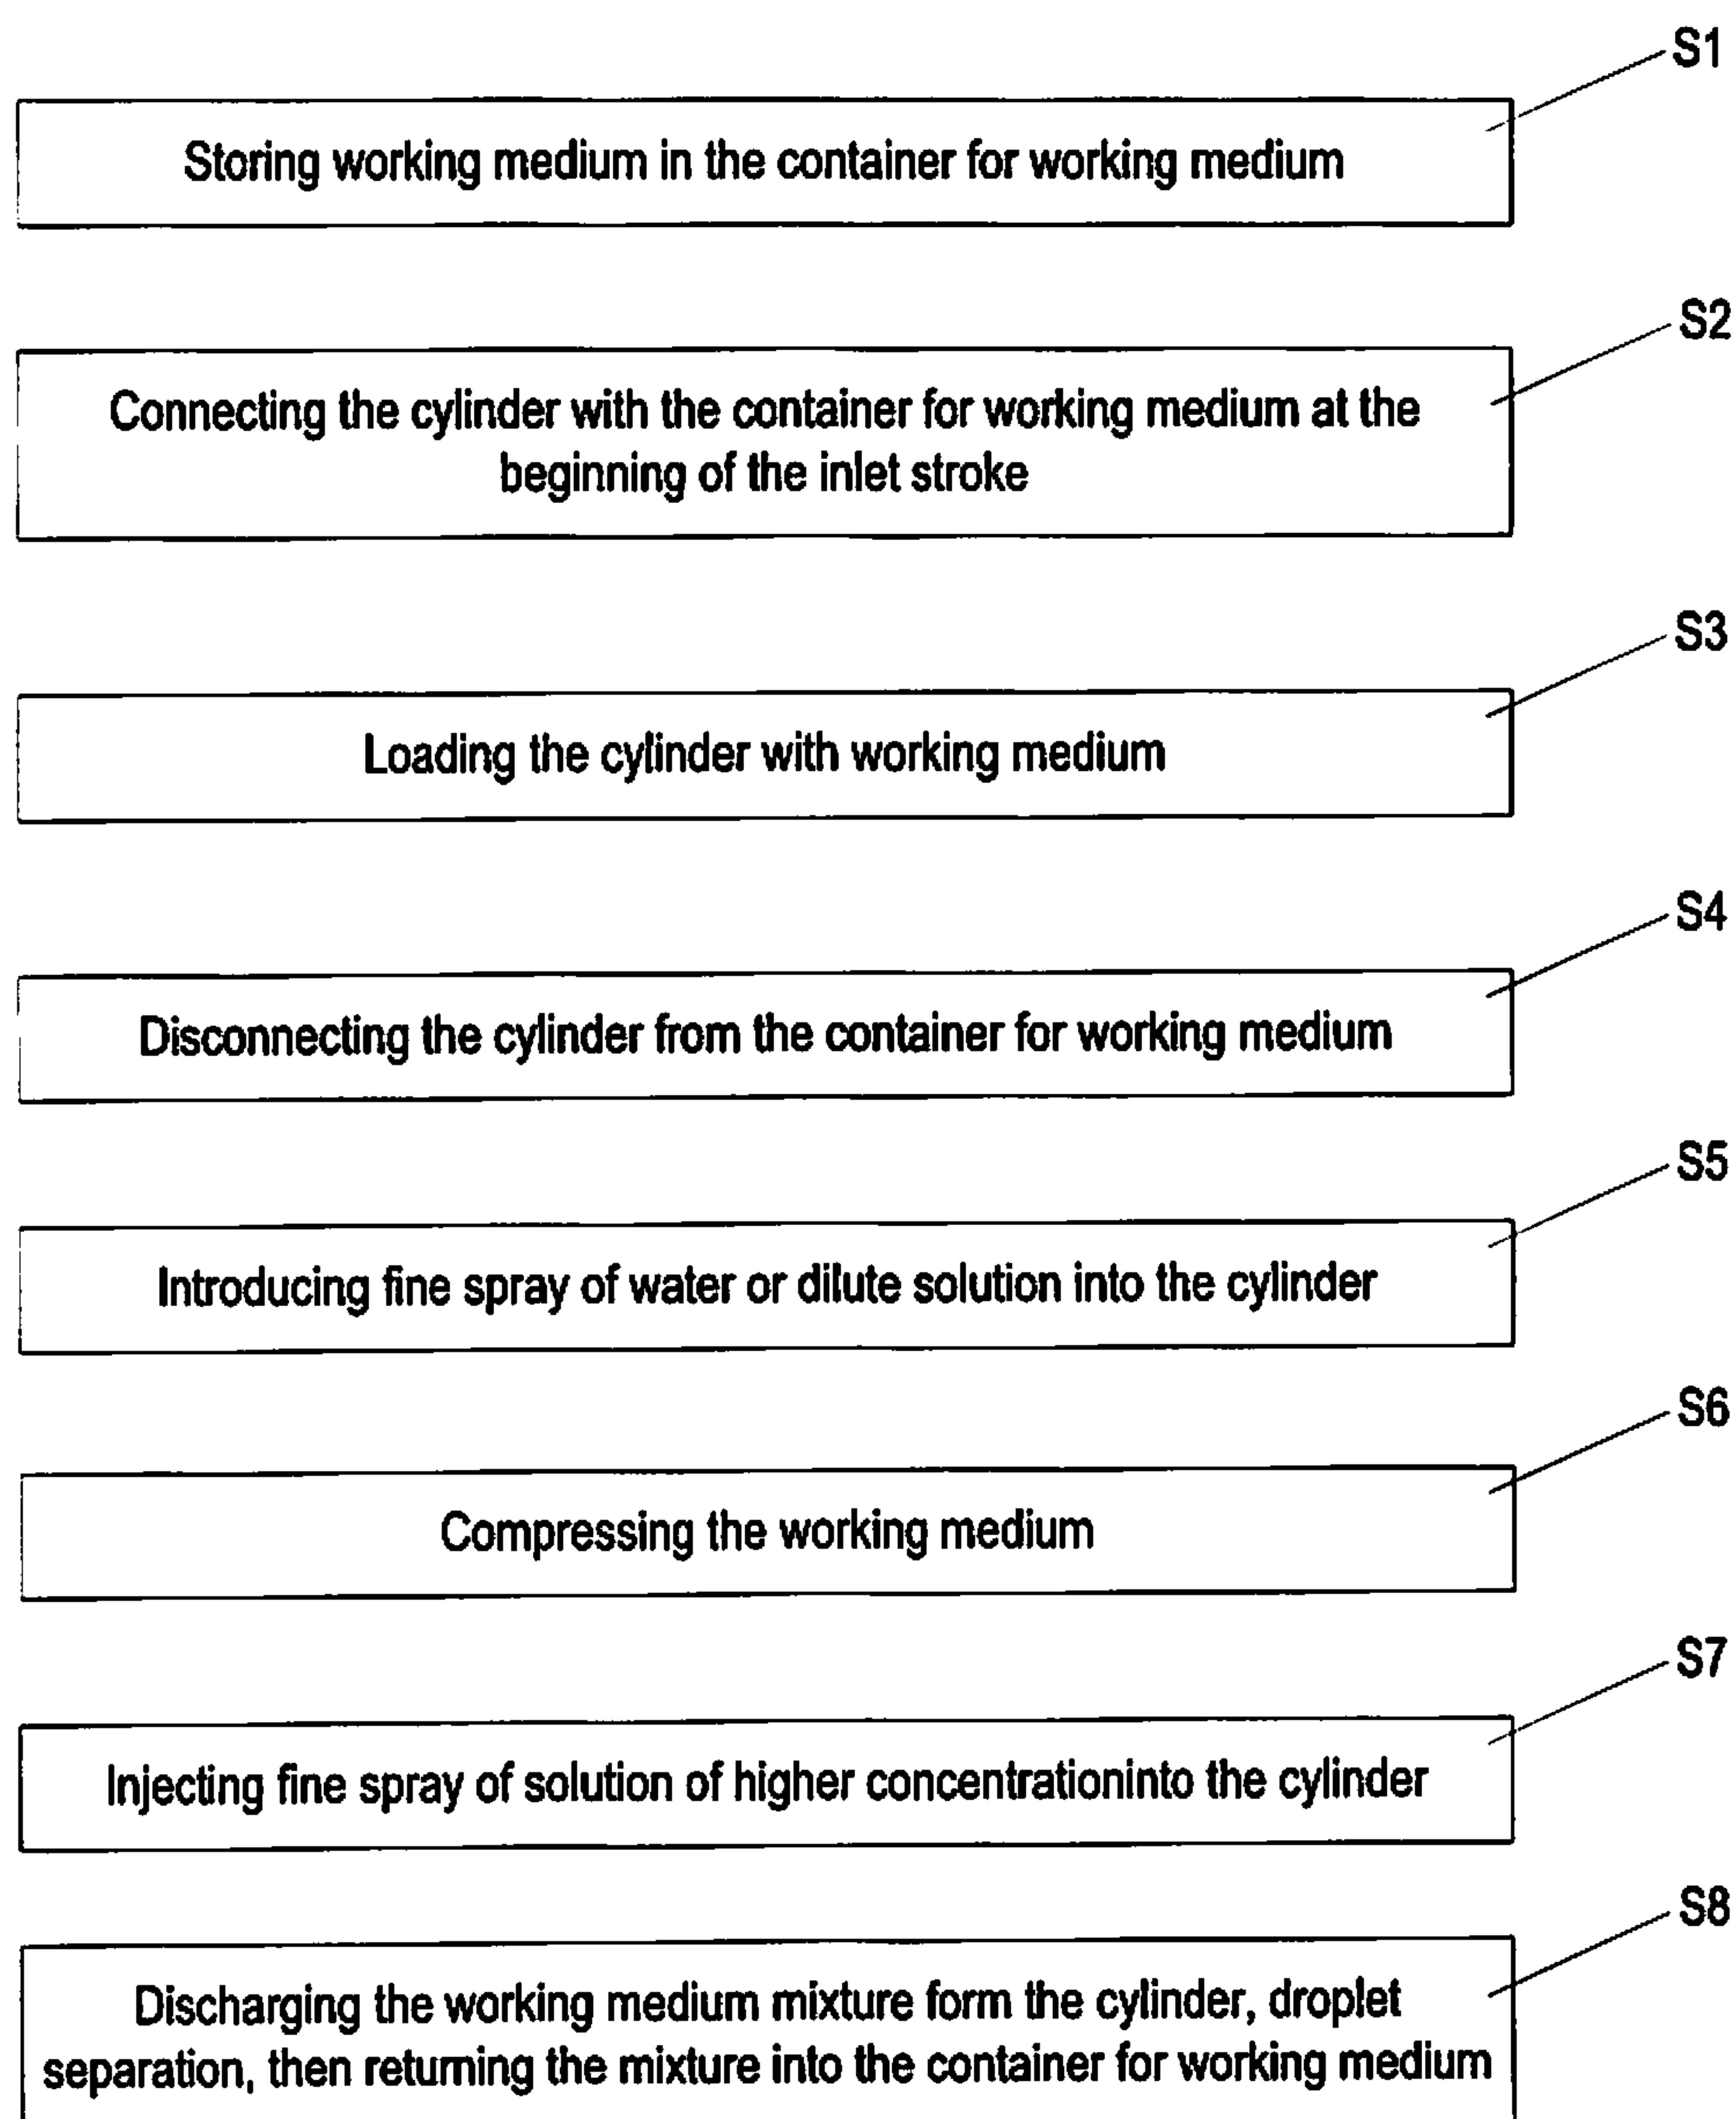 S1
Storing working medium in the container for working medium
S2
Connecting the cylinder with the container for working medium at the
beginning of the inlet stroke
S3
Loading the cylinder with working medium
S4
Disconnecting the cylinder from the container for working medium
S5
Introducing fine spray of water or dilute solution into the cylinder
S6
Compressing the working medium
S7
Injecting fine spray of solution of higher concentrationinto the cylinder
S8
Discharging the working medium mixture form the cylinder, droplet
separation, then returning the mixture into the container for working medium